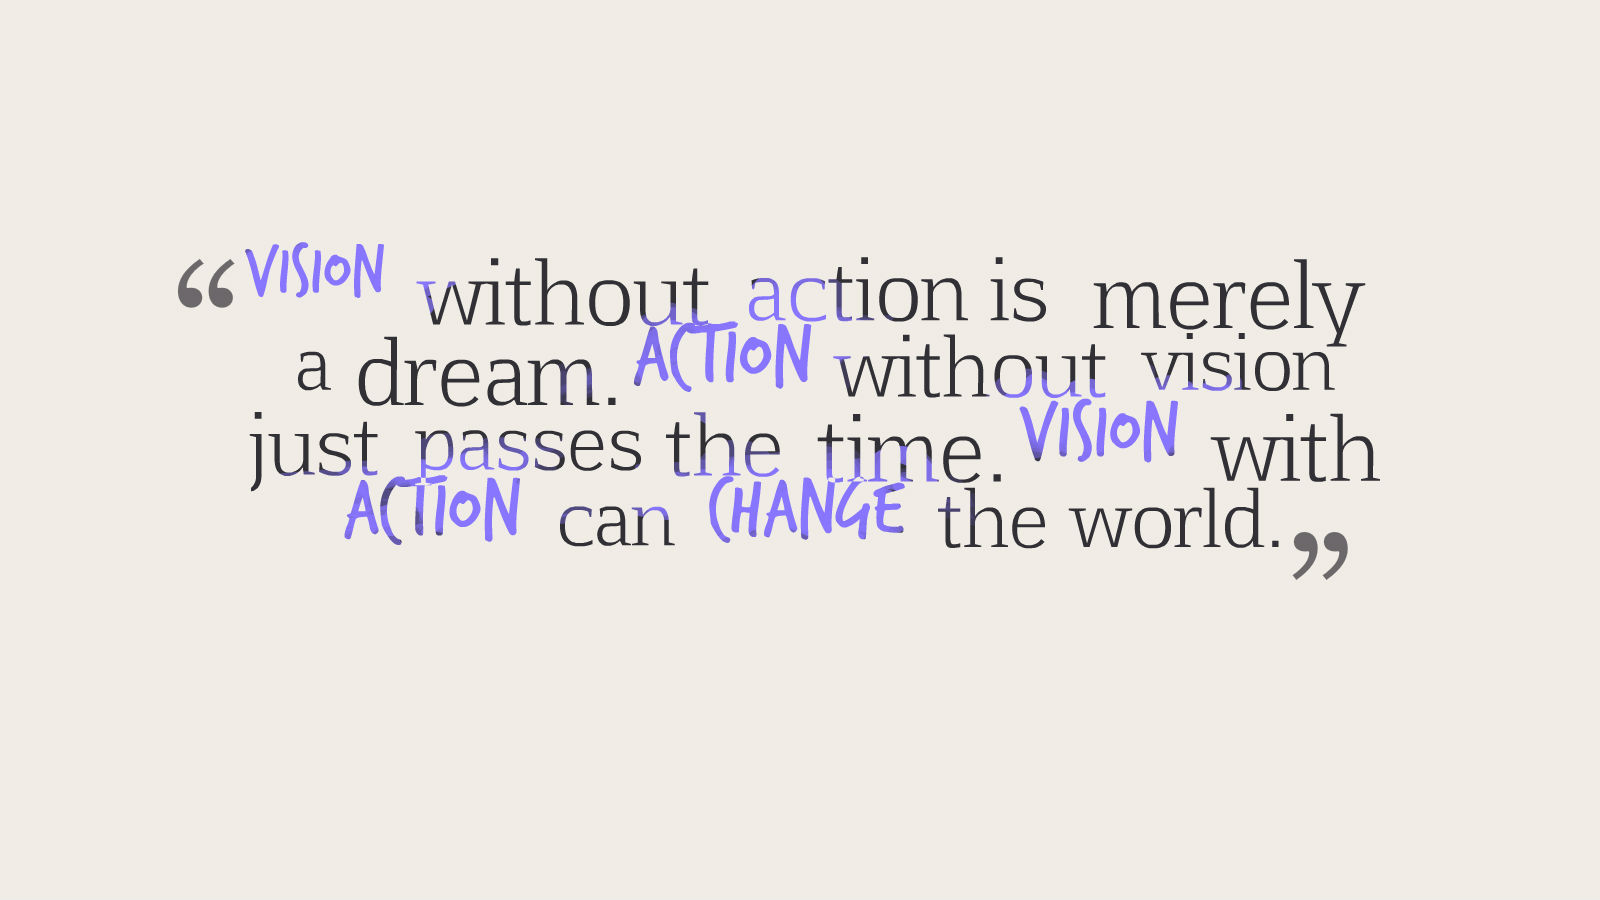 “VISION without action is merely
a dream. ACTION without vision
just passes the time. VISION with
ACTION can CHANGE the world.”